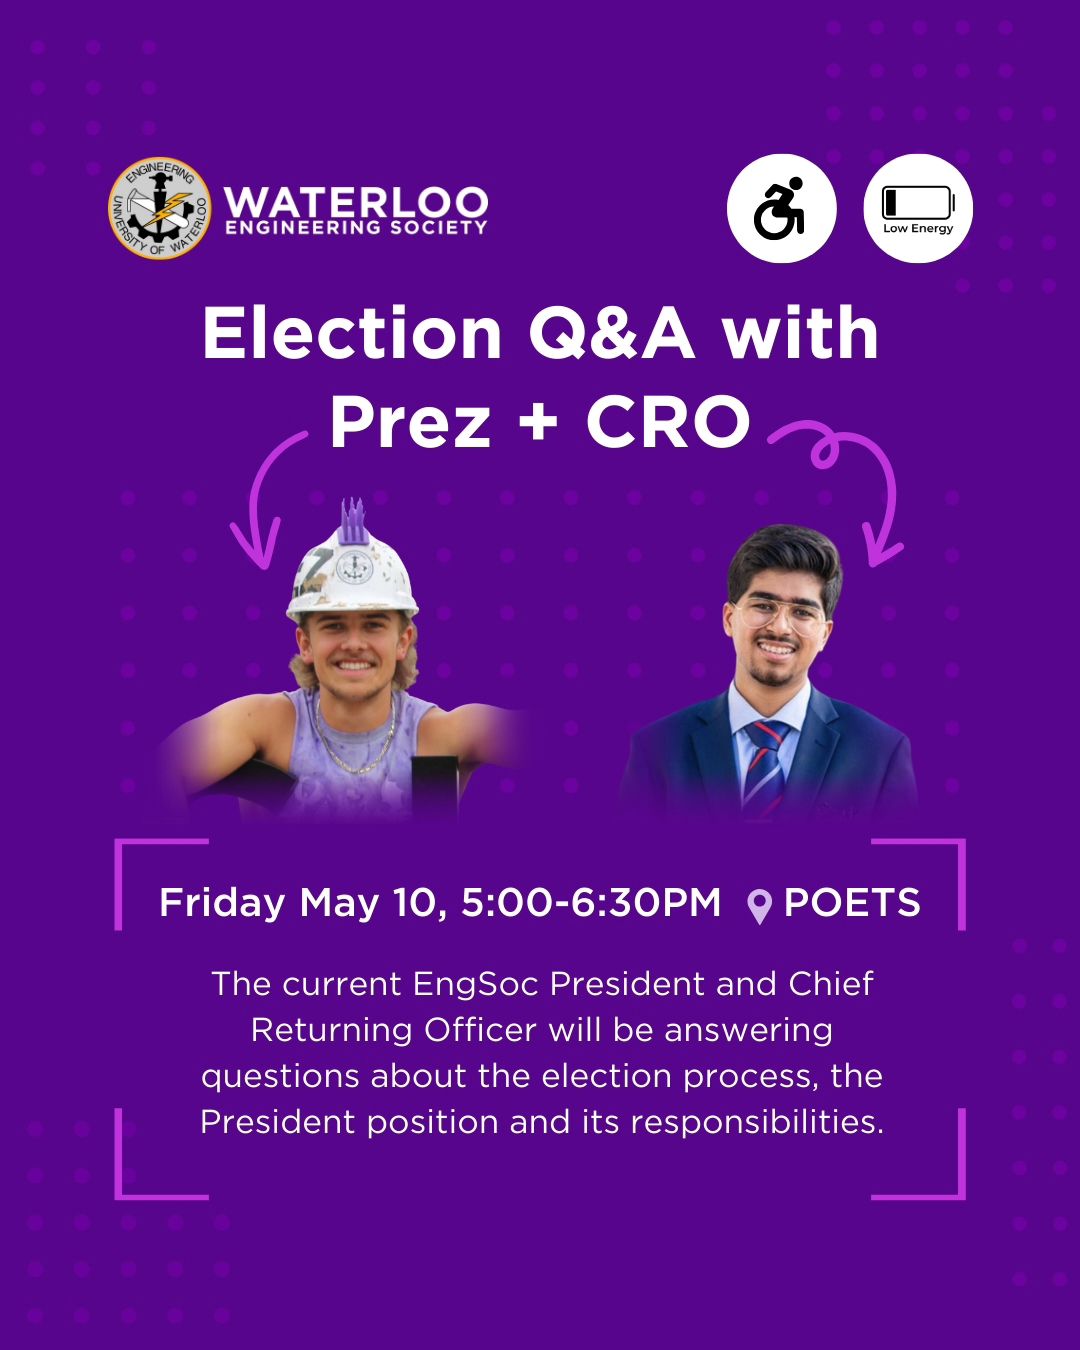 ENGINEERING
UNIVERSITY OF WATERLOO
WATERLOO
ENGINEERING SOCIETY
Low Energy
Election Q&A with
Prez + CRO
Friday May 10, 5:00-6:30PM POETS
The current EngSoc President and Chief
Returning Officer will be answering
questions about the election process, the
President position and its responsibilities.